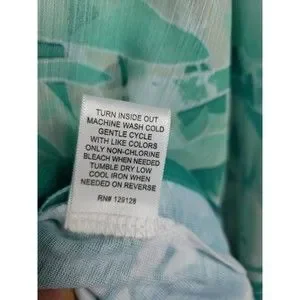 TURN INSIDE OUT
MACHINE WASH COLD
GENTLE CYCLE
WITH LIKE COLORS
ONLY NON-CHLORINE
BLEACH WHEN NEEDED
TUMBLE DRY LOW
COOL IRON WHEN
NEEDED ON REVERSE
RN# 129128